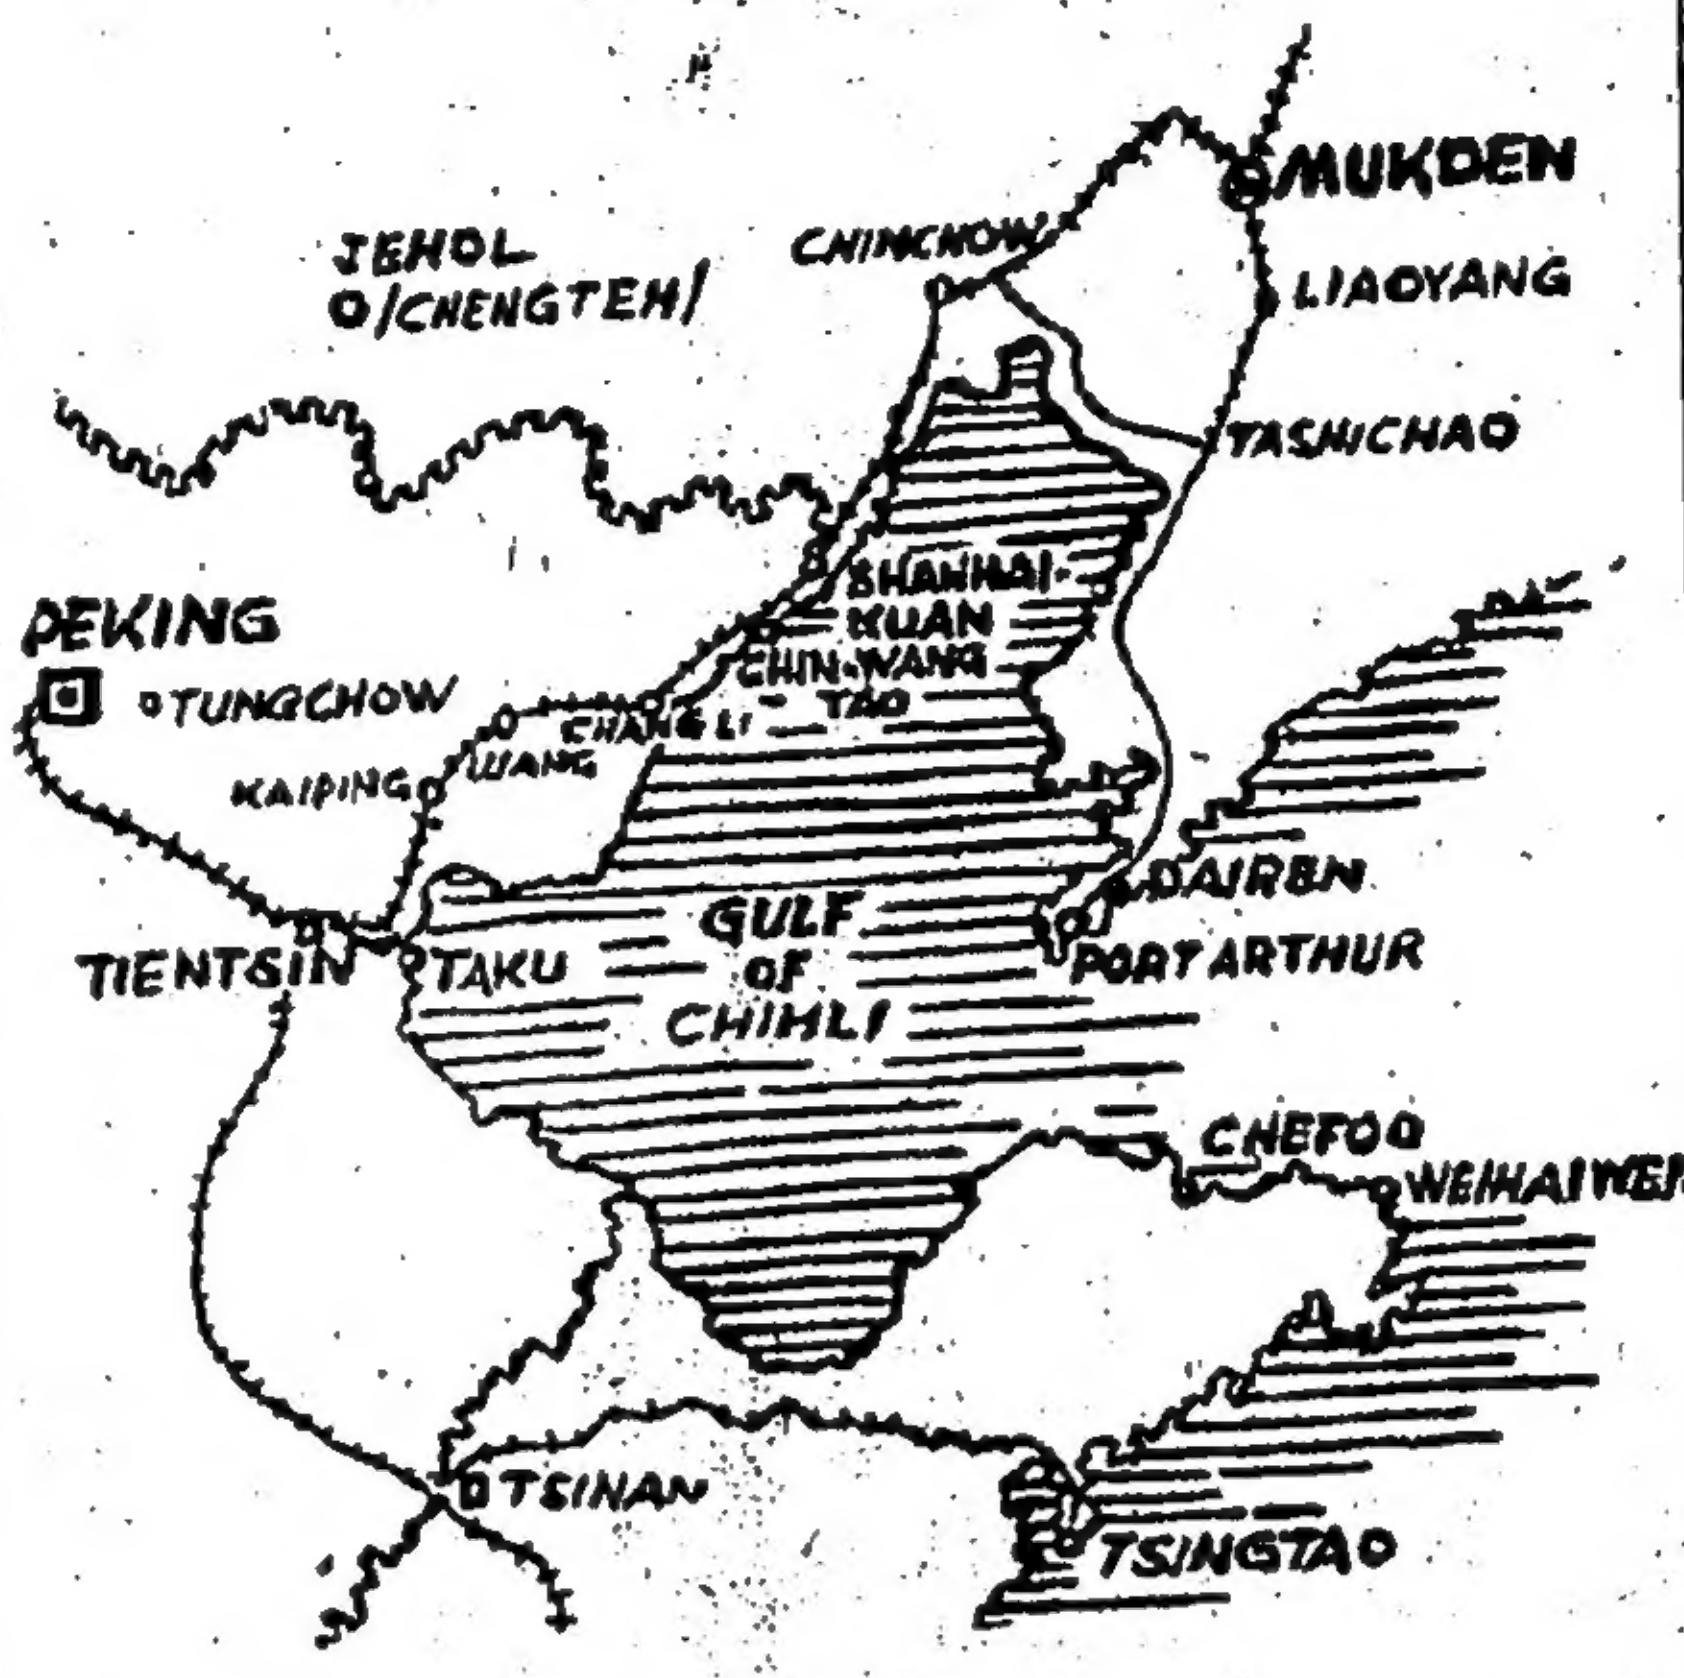 MUKDEN
JEHOL
/CHENGTEH/
CHINCHOW
LIAOYANG
TASHICHAO
SHANHAI-
KUAN
PEKING
CHIN-WANG
TAO
TUNGCHOW
CHANGLI
WANG
KAIPING
DAIREN
GULF
OF
CHIHLI
TIENTSIN
TAKU
PORT ARTHUR
CHEFOO
WEIHAIWEI
TSINAN
TSINGTAO